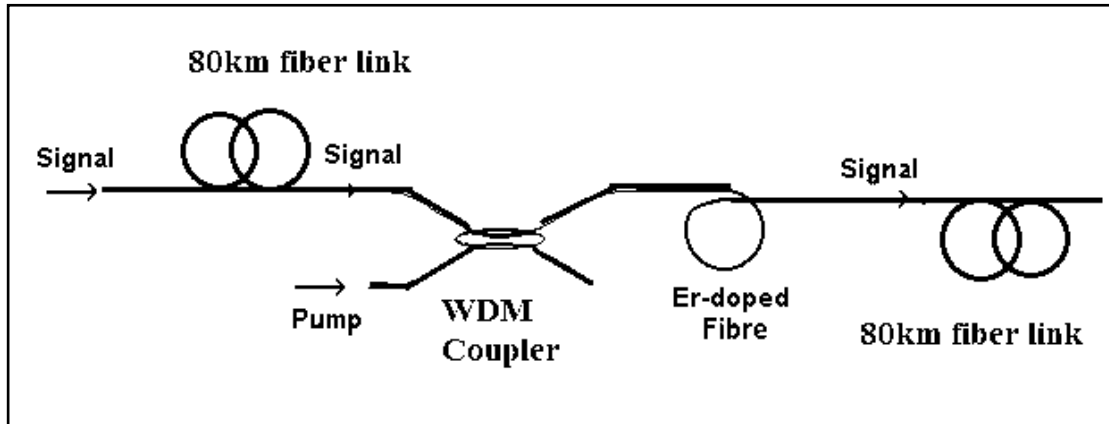 80km fiber link
Signal
Signal
Signal
Pump
WDM
Coupler
Er-doped
Fibre
80km fiber link